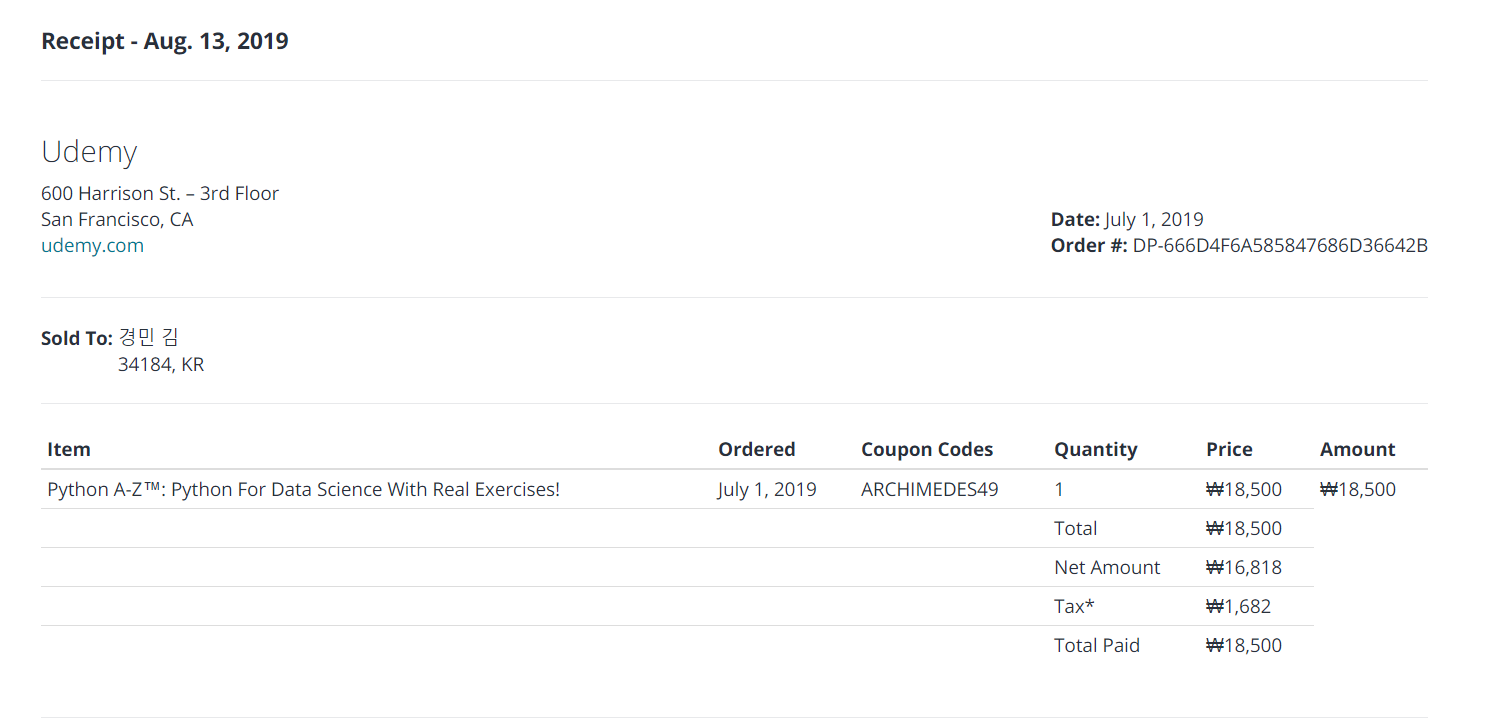 Receipt - Aug. 13, 2019
Udemy
600 Harrison St. – 3rd Floor
San Francisco, CA
udemy.com
Date: July 1, 2019
Order #: DP-666D4F6A585847686D36642B
Sold To: 경민 김
34184, KR
Item Ordered Coupon Codes Quantity Price Amount
Python A-Z™: Python For Data Science With Real Exercises! July 1, 2019 ARCHIMEDES49 1 ₩18,500 ₩18,500
Total ₩18,500
Net Amount ₩16,818
Tax* ₩1,682
Total Paid ₩18,500